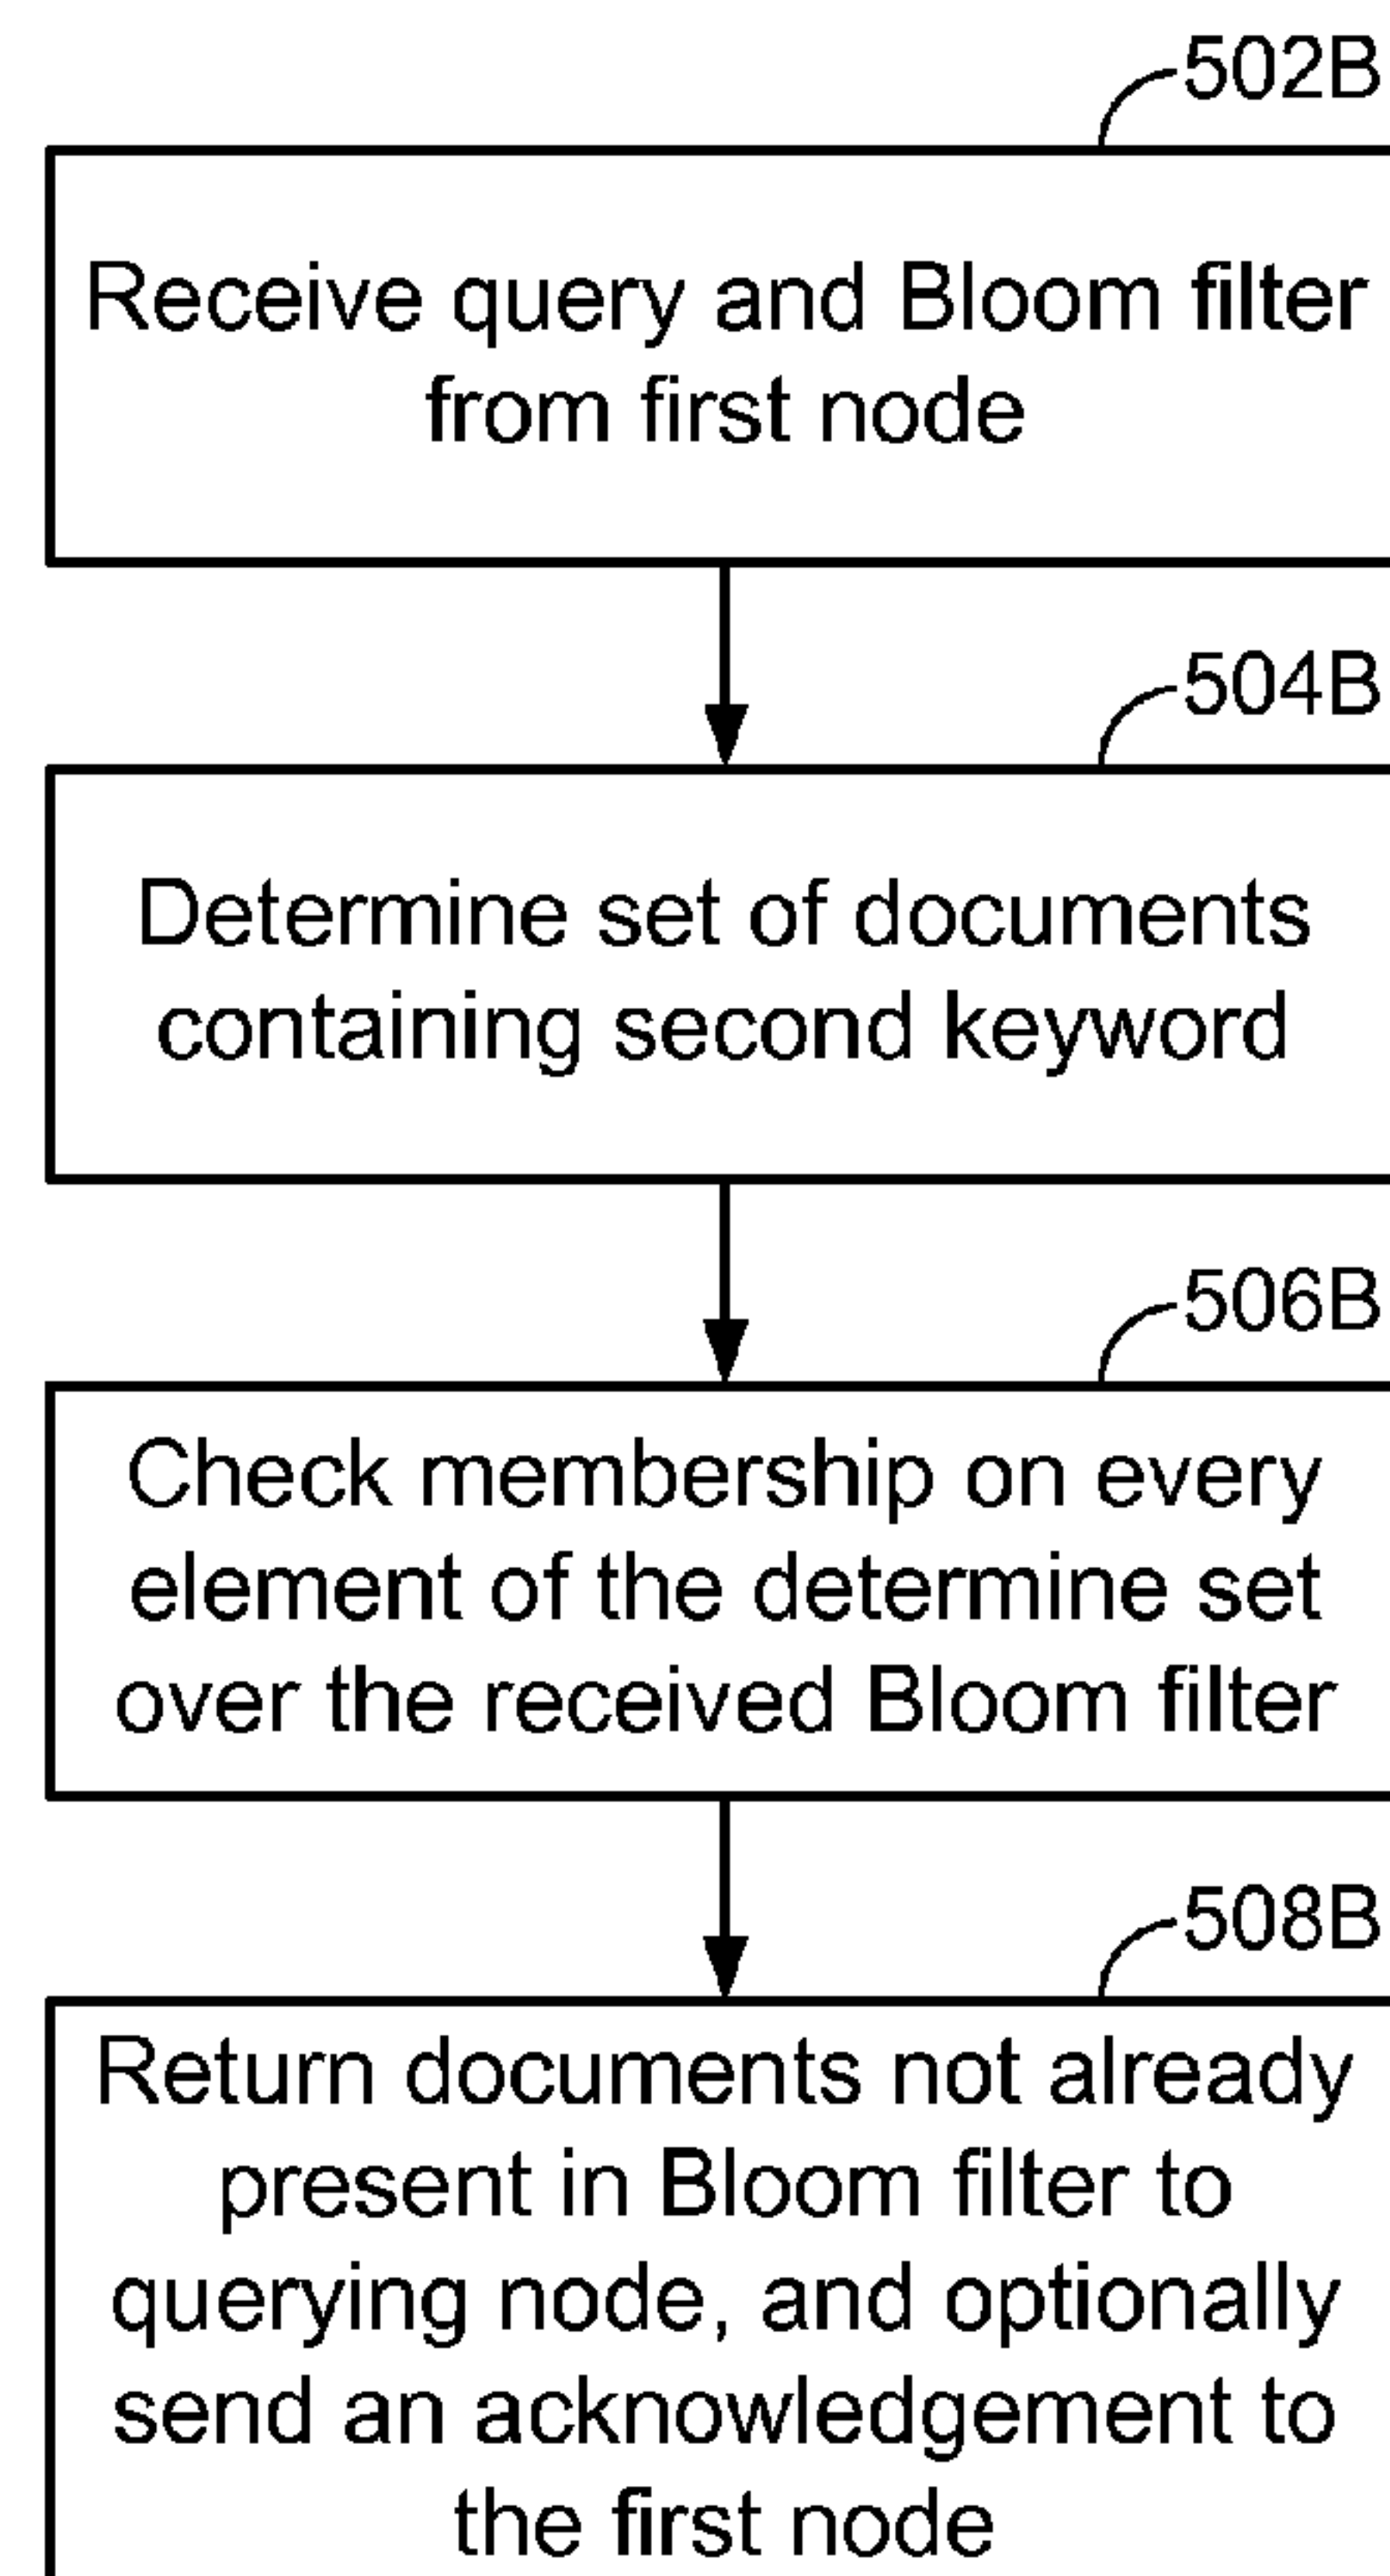 502B
Receive query and Bloom filter
from first node
504B
Determine set of documents
containing second keyword
506B
Check membership on every
element of the determine set
over the received Bloom filter
508B
Return documents not already
present in Bloom filter to
querying node, and optionally
send an acknowledgement to
the first node